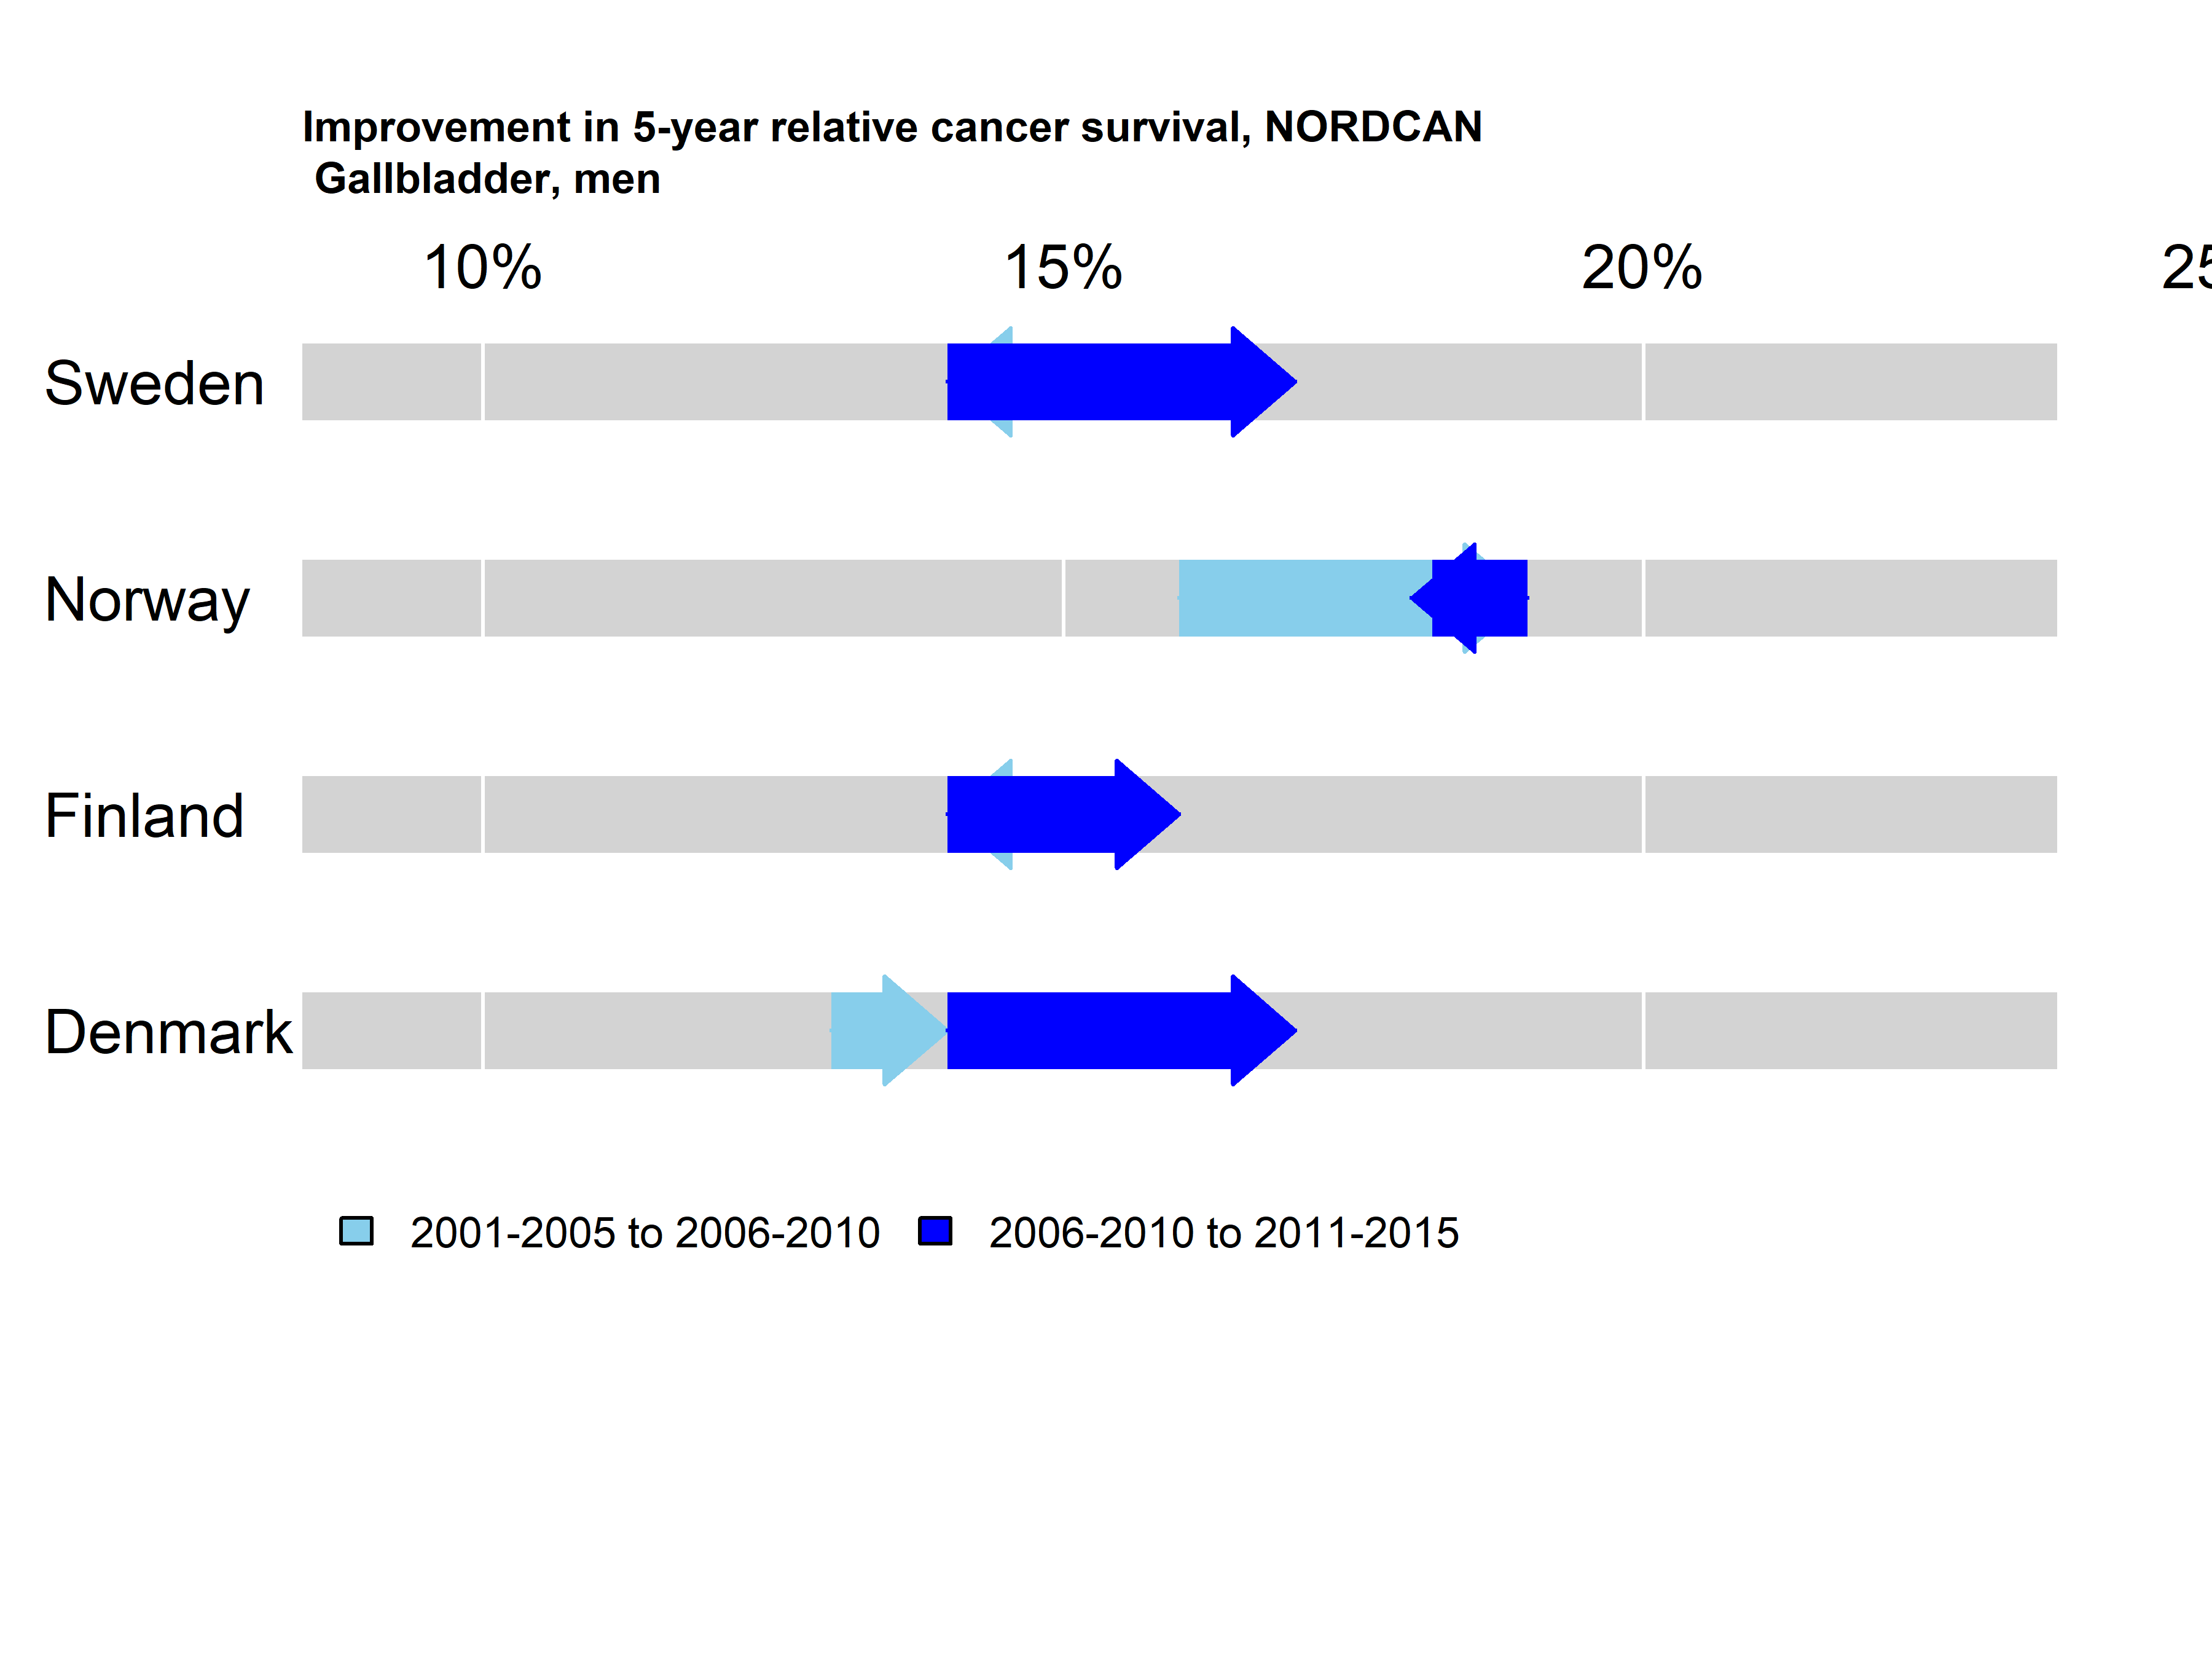 Improvement in 5-year relative cancer survival, NORDCAN
Gallbladder, men
10% 15% 20% 25
Sweden
Norway
Finland
Denmark
2001-2005 to 2006-2010 2006-2010 to 2011-2015